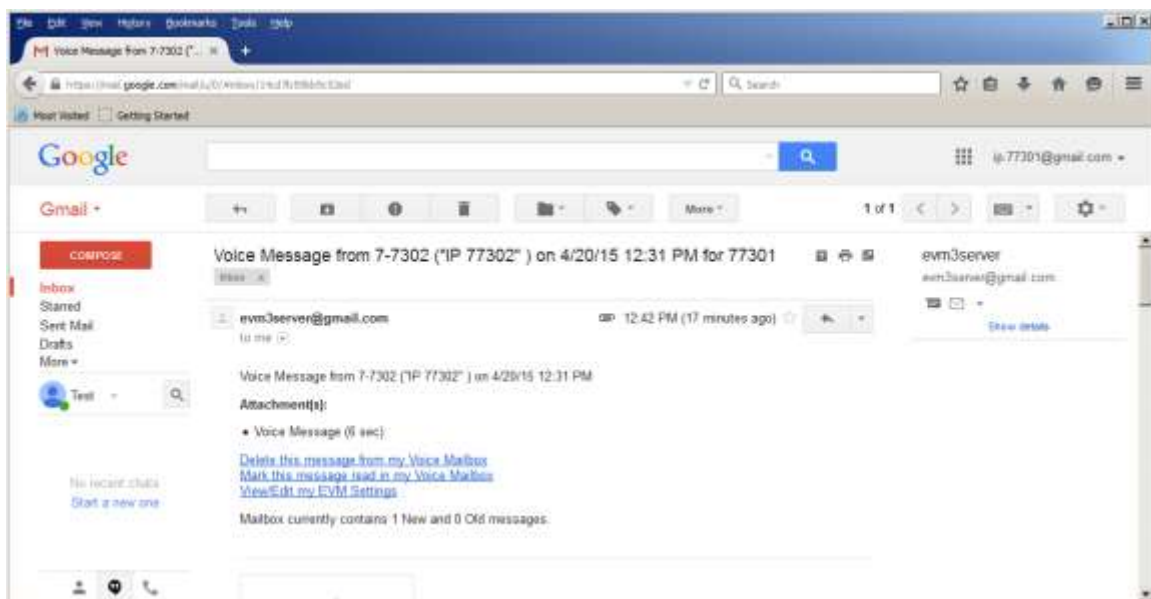 File Edit View History Bookmarks Tools Help
Voice Message from 7-7302 ("...
mail.google.com
Search
Most Visited Getting Started
Google
ip.77301@gmail.com
Gmail
More
1 of 1
COMPOSE
Voice Message from 7-7302 ("IP 77302" ) on 4/20/15 12:31 PM for 77301
evm3server
Inbox x
evm3server@gmail.com
Inbox
Starred
evm3server@gmail.com
12:42 PM (17 minutes ago)
Sent Mail
to me
Show details
Drafts
More
Voice Message from 7-7302 ("IP 77302" ) on 4/20/15 12:31 PM
Test
Attachment(s):
• Voice Message (6 sec)
Delete this message from my Voice Mailbox
Mark this message read in my Voice Mailbox
View/Edit my EVM Settings
No recent chats
Start a new one
Mailbox currently contains 1 New and 0 Old messages.